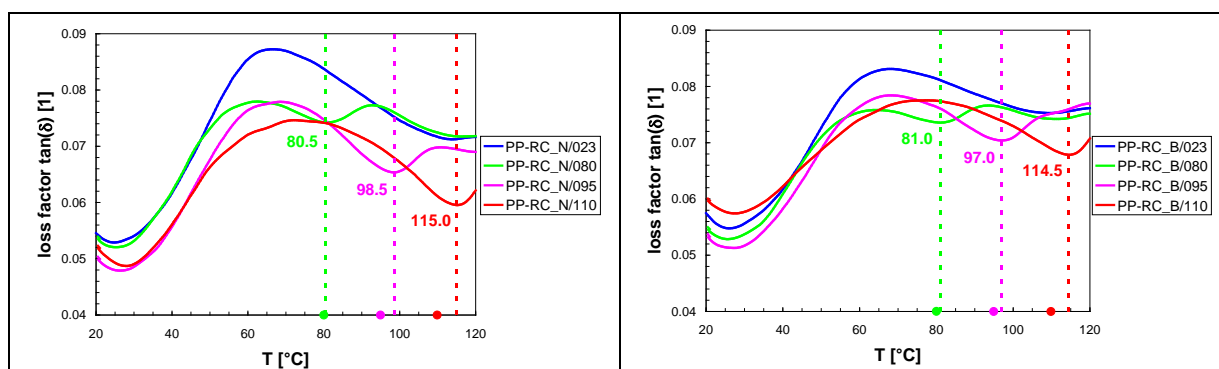 loss factor tan(δ) [1]
0.09
0.08
0.07
0.06
0.05
0.04
80.5
98.5
115.0
20
40
60
80
100
120
T [°C]
PP-RC_N/023
PP-RC_N/080
PP-RC_N/095
PP-RC_N/110
loss factor tan(δ) [1]
0.09
0.08
0.07
0.06
0.05
0.04
81.0
97.0
114.5
20
40
60
80
100
120
T [°C]
PP-RC_B/023
PP-RC_B/080
PP-RC_B/095
PP-RC_B/110